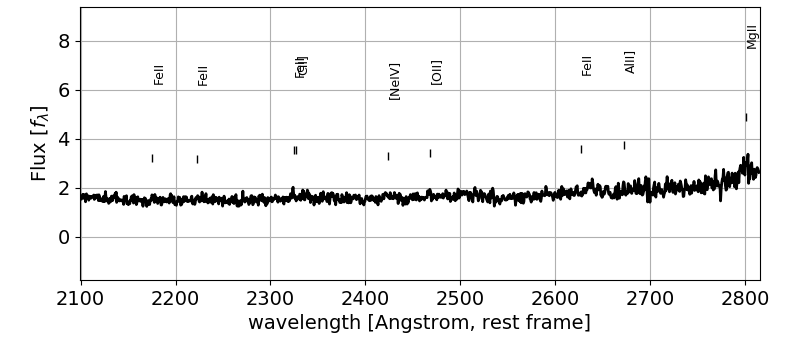 MgII
FeII
FeII
FeII
CII]
[NeIV]
[OII]
FeII
AlII]
8
6
4
2
0
Flux [fλ]
2100 2200 2300 2400 2500 2600 2700 2800
wavelength [Angstrom, rest frame]